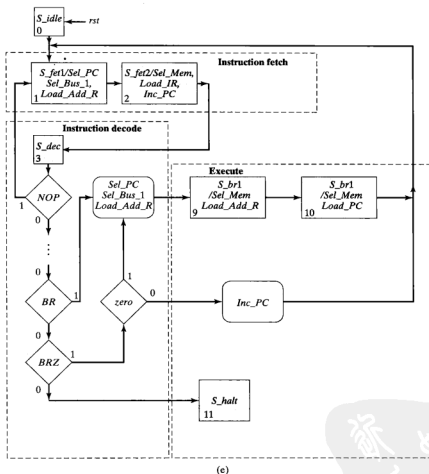 S_idle
0
rst
Instruction fetch
S_fet1/Sel_PC
Sel_Bus_1,
Load_Add_R
1
S_fet2/Sel_Mem,
Load_IR,
Inc_PC
2
Instruction decode
S_dec
3
NOP
1
0
⋮
0
BR
1
0
BRZ
1
0
Sel_PC
Sel_Bus_1
Load_Add_R
1
zero
0
Execute
S_br1
/Sel_Mem
Load_Add_R
9
S_br1
/Sel_Mem
Load_PC
10
Inc_PC
S_halt
11
(e)